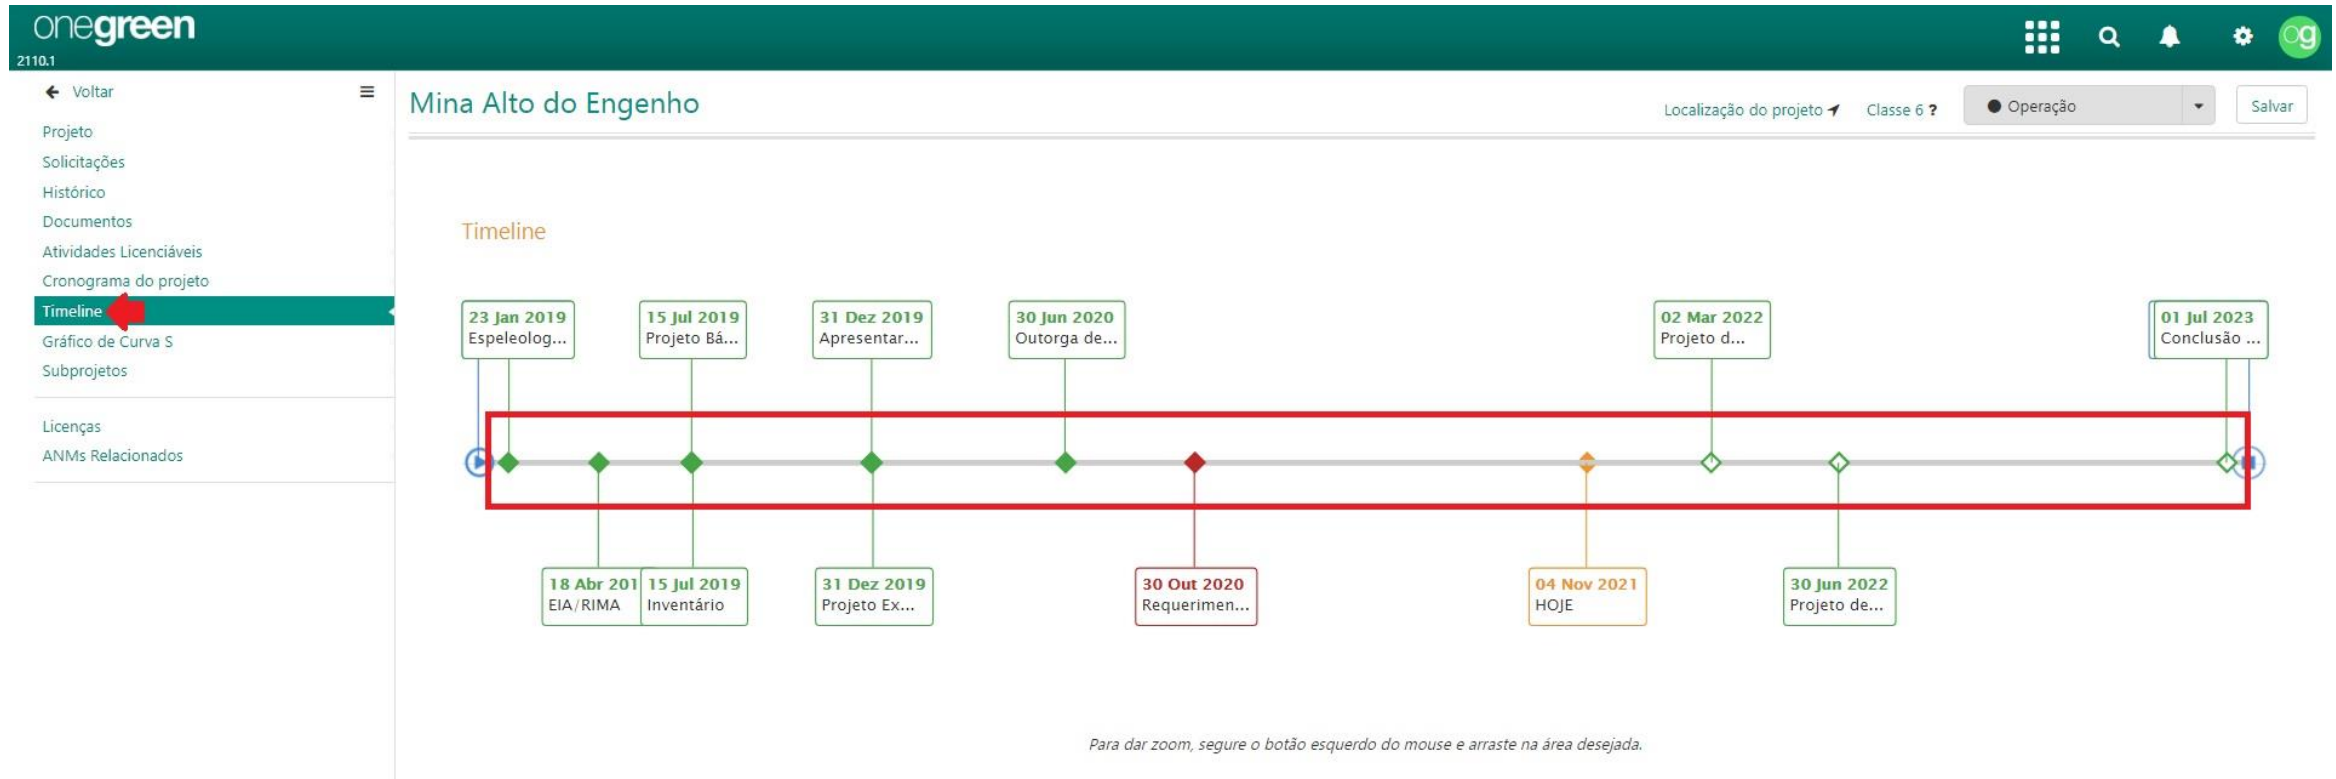 onegreen
2110.1
Voltar
Projeto
Solicitações
Histórico
Documentos
Atividades Licenciáveis
Cronograma do projeto
Timeline
Gráfico de Curva S
Subprojetos
Licenças
ANMs Relacionados
Mina Alto do Engenho
Localização do projeto
Classe 6 ?
Operação
Salvar
Timeline
23 Jan 2019
Espeleolog...
15 Jul 2019
Projeto Bá...
31 Dez 2019
Apresentar...
30 Jun 2020
Outorga de...
02 Mar 2022
Projeto d...
01 Jul 2023
Conclusão ...
18 Abr 201
EIA/RIMA
15 Jul 2019
Inventário
31 Dez 2019
Projeto Ex...
30 Out 2020
Requerimen...
04 Nov 2021
HOJE
30 Jun 2022
Projeto de...
Para dar zoom, segure o botão esquerdo do mouse e arraste na área desejada.
og